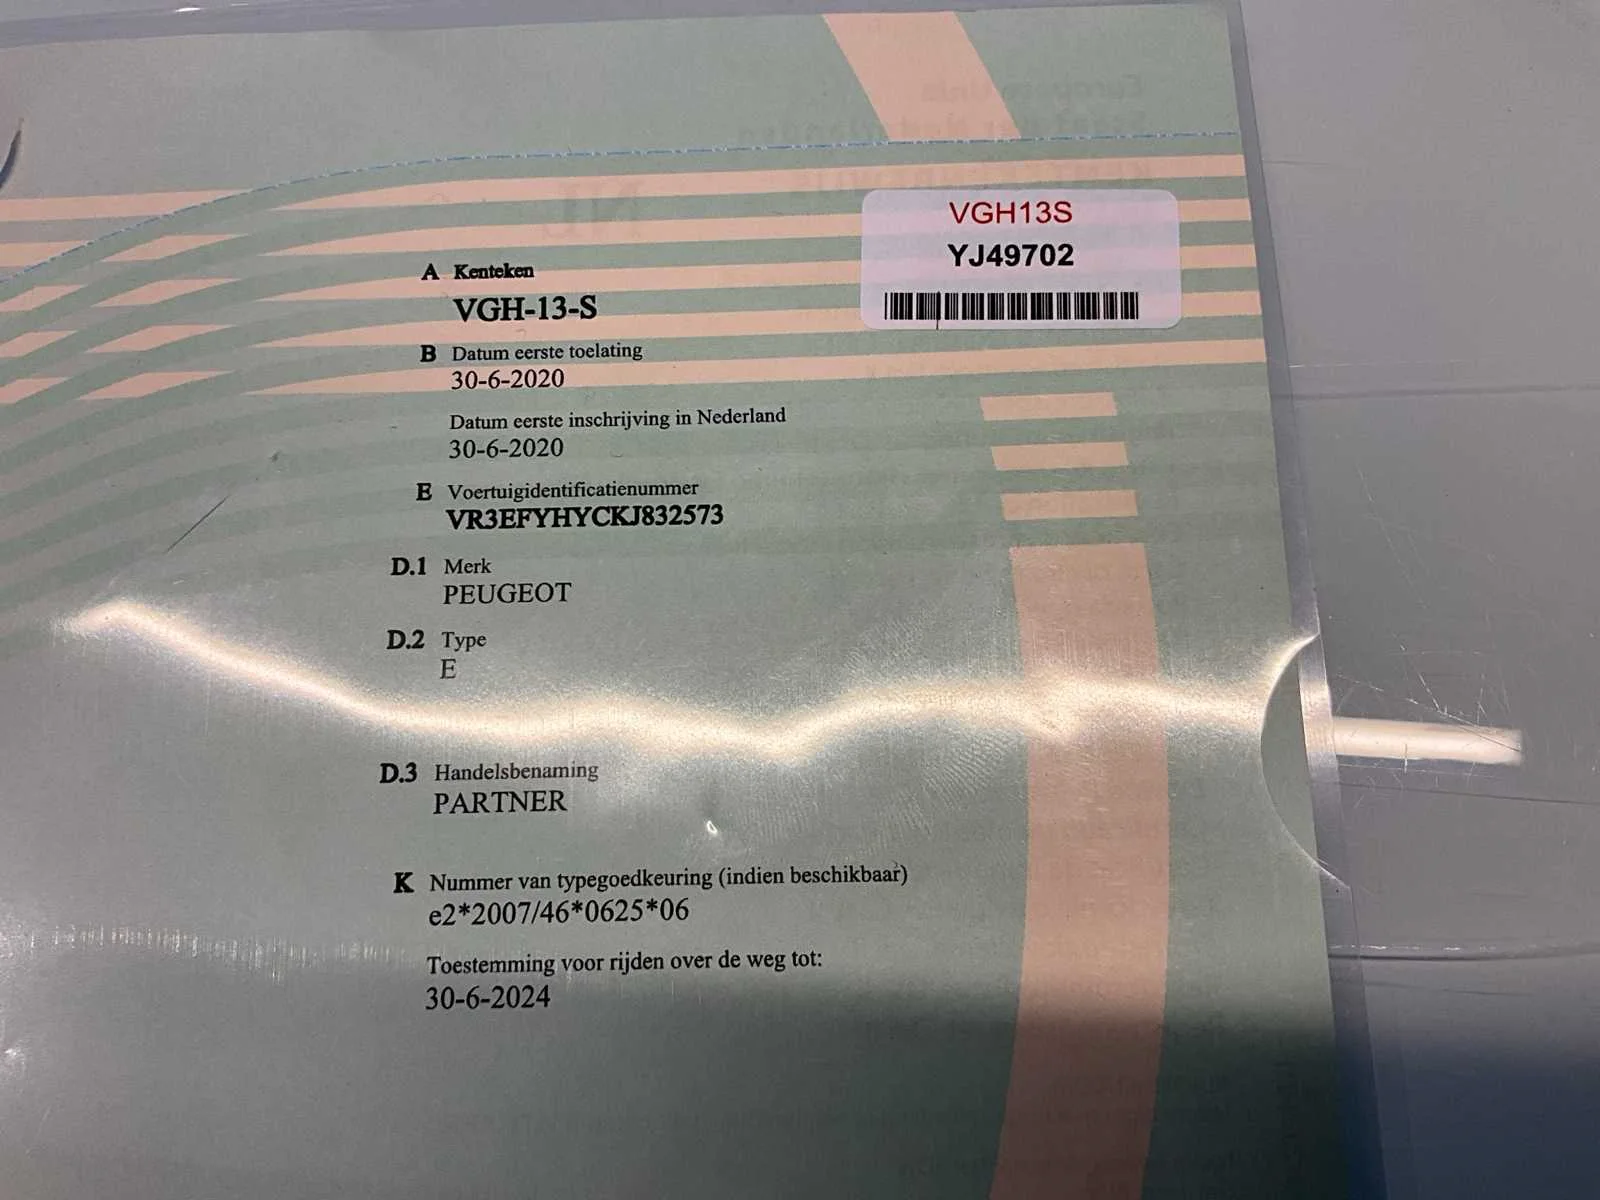 VGH13S
YJ49702
A Kenteken
VGH-13-S
B Datum eerste toelating
30-6-2020
Datum eerste inschrijving in Nederland
30-6-2020
E Voertuigidentificatienummer
VR3EFYHYCKJ832573
D.1 Merk
PEUGEOT
D.2 Type
E
D.3 Handelsbenaming
PARTNER
K Nummer van typegoedkeuring (indien beschikbaar)
e2*2007/46*0625*06
Toestemming voor rijden over de weg tot:
30-6-2024